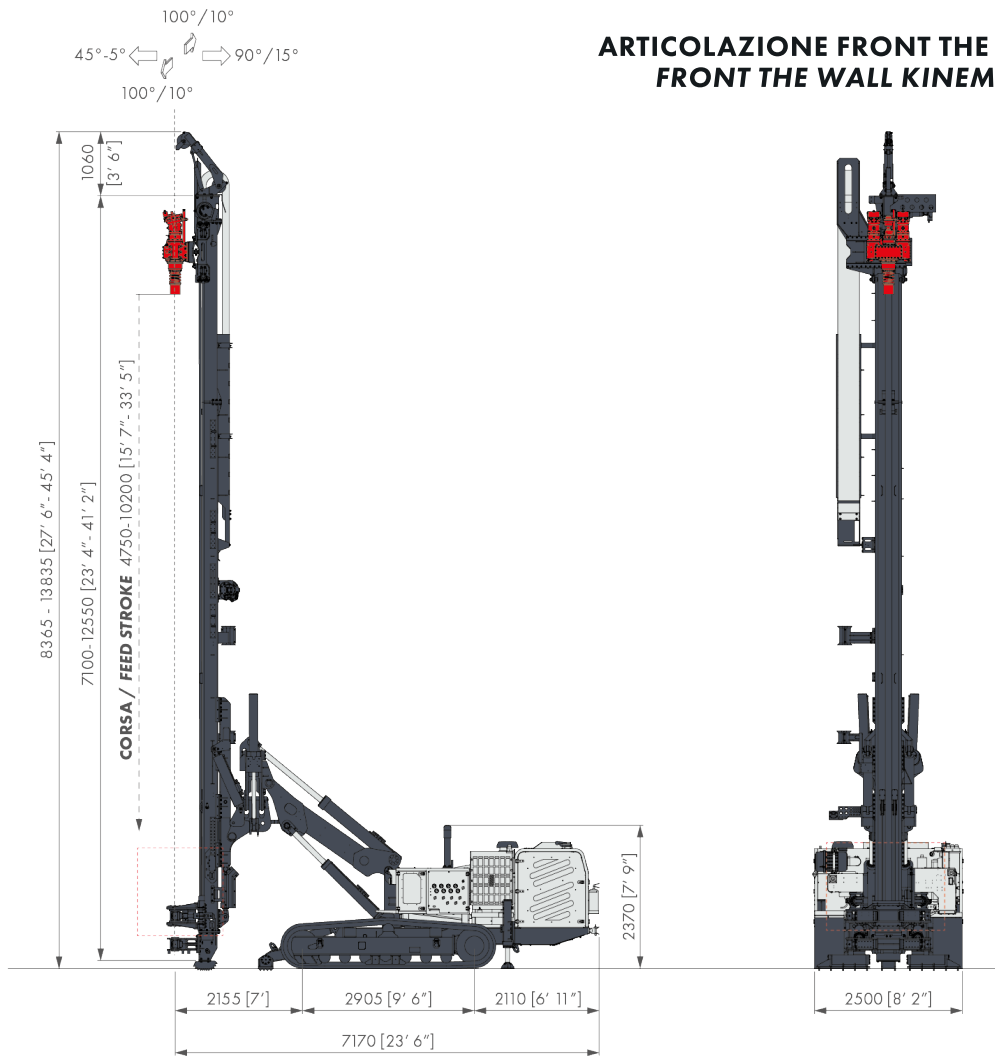 100°/10°
45°-5°
90°/15°
100°/10°
ARTICOLAZIONE FRONT THE
FRONT THE WALL KINEM
1060
[3' 6"]
8365 - 13835 [27' 6" - 45' 4"]
7100-12550 [23' 4" - 41' 2"]
CORSA/ FEED STROKE 4750-10200 [15' 7" - 33' 5"]
2370 [7' 9"]
2155 [7']
2905 [9' 6"]
2110 [6' 11"]
2500 [8' 2"]
7170 [23' 6"]